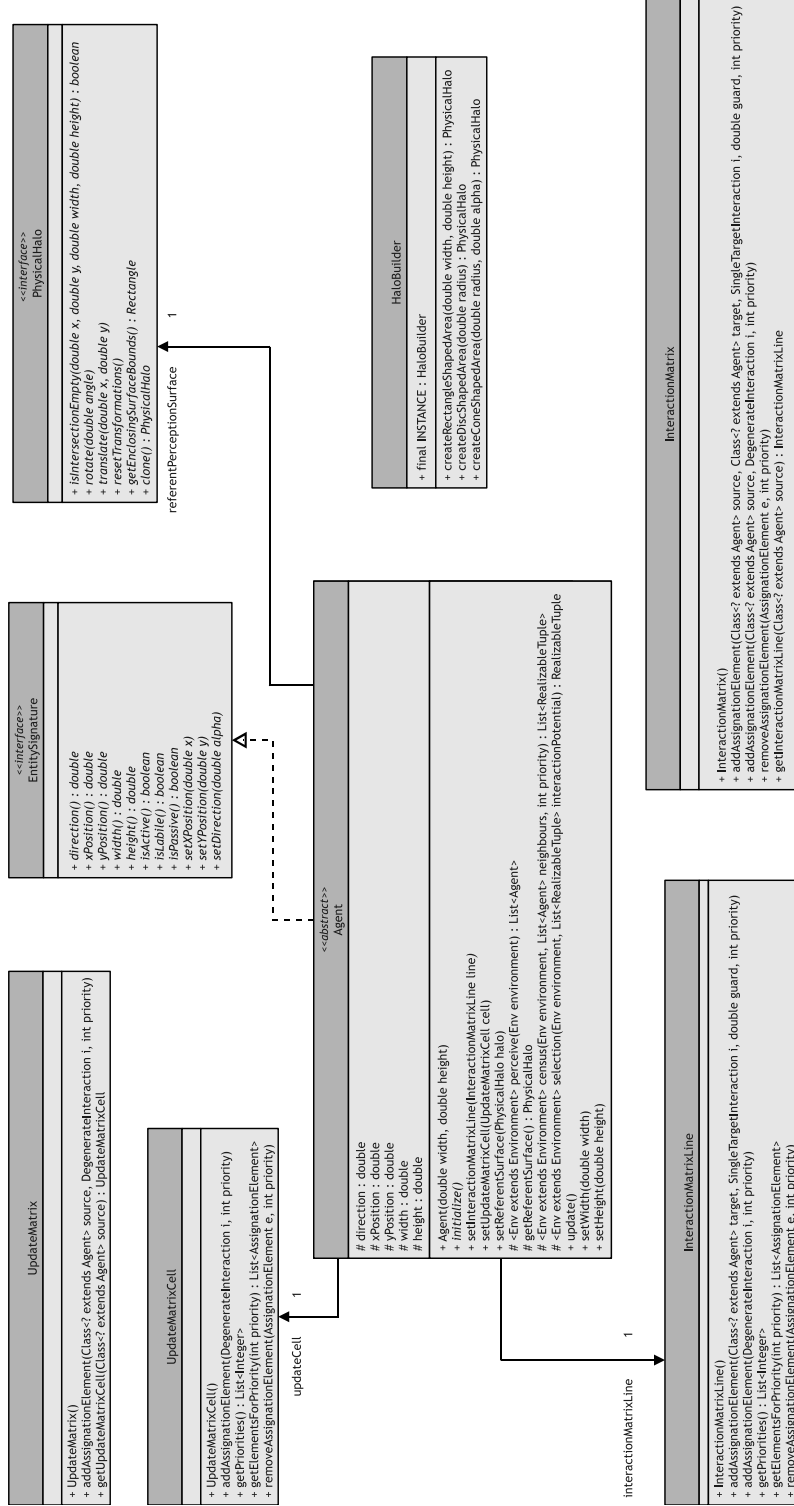 UpdateMatrix
+ UpdateMatrix()
+ addAssignationElement(Class<? extends Agent> source, DegenerateInteraction i, int priority)
+ getUpdateMatrixCell(Class<? extends Agent> source) : UpdateMatrixCell
<<interface>>
EntitySignature
+ direction() : double
+ xPosition() : double
+ yPosition() : double
+ width() : double
+ height() : double
+ isActive() : boolean
+ isLabile() : boolean
+ isPassive() : boolean
+ setXPosition(double x)
+ setYPosition(double y)
+ setDirection(double alpha)
<<interface>>
PhysicalHalo
+ isIntersectionEmpty(double x, double y, double width, double height) : boolean
+ rotate(double angle)
+ translate(double x, double y)
+ resetTransformations()
+ getEnclosingSurfaceBounds() : Rectangle
+ clone() : PhysicalHalo
referentPerceptionSurface
1
UpdateMatrixCell
+ UpdateMatrixCell()
+ addAssignationElement(DegenerateInteraction i, int priority)
+ getPriorities() : List<Integer>
+ getElementsForPriority(int priority) : List<AssignationElement>
+ removeAssignationElement(AssignationElement e, int priority)
updateCell
1
<<abstract>>
Agent
# direction : double
# xPosition : double
# yPosition : double
# width : double
# height : double
+ Agent(double width, double height)
+ initialize()
+ setInteractionMatrixLine(InteractionMatrixLine line)
+ setUpdateMatrixCell(UpdateMatrixCell cell)
+ setReferentSurface(PhysicalHalo halo)
# <Env extends Environment> perceive(Env environment) : List<Agent>
# getReferentSurface() : PhysicalHalo
# <Env extends Environment> census(Env environment, List<Agent> neighbours, int priority) : List<RealizableTuple>
# <Env extends Environment> selection(Env environment, List<RealizableTuple> interactionPotential) : RealizableTuple
+ update()
+ setWidth(double width)
+ setHeight(double height)
HaloBuilder
+ final INSTANCE : HaloBuilder
+ createRectangleShapedArea(double width, double height) : PhysicalHalo
+ createDiscShapedArea(double radius) : PhysicalHalo
+ createConeShapedArea(double radius, double alpha) : PhysicalHalo
interactionMatrixLine
1
InteractionMatrixLine
+ InteractionMatrixLine()
+ addAssignationElement(Class<? extends Agent> target, SingleTargetInteraction i, double guard, int priority)
+ addAssignationElement(DegenerateInteraction i, int priority)
+ getPriorities() : List<Integer>
+ getElementsForPriority(int priority) : List<AssignationElement>
+ removeAssignationElement(AssignationElement e, int priority)
InteractionMatrix
+ InteractionMatrix()
+ addAssignationElement(Class<? extends Agent> source, Class<? extends Agent> target, SingleTargetInteraction i, double guard, int priority)
+ addAssignationElement(Class<? extends Agent> source, DegenerateInteraction i, int priority)
+ removeAssignationElement(AssignationElement e, int priority)
+ getInteractionMatrixLine(Class<? extends Agent> source) : InteractionMatrixLine